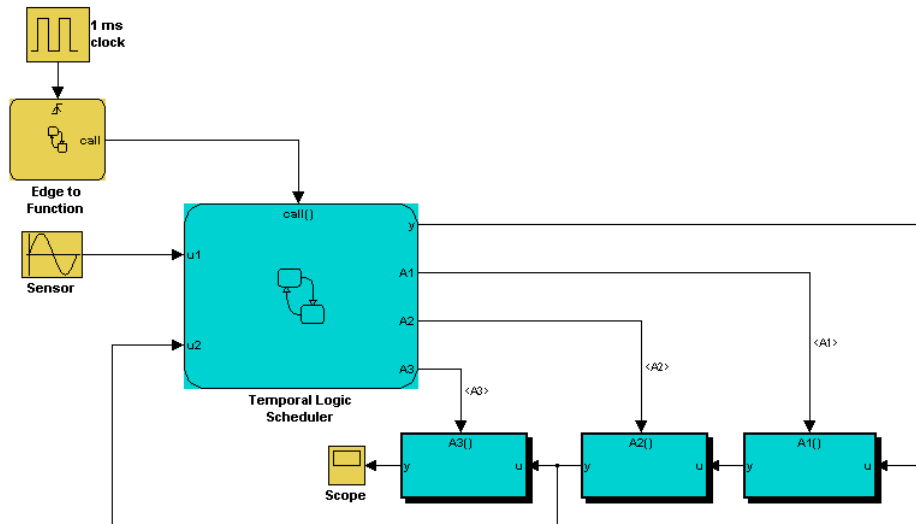 1 ms
clock
call
Edge to
Function
call()
y
u1
Sensor
A1
A2
<A1>
u2
<A2>
A3
<A3>
Temporal Logic
Scheduler
A3()
A2()
A1()
y
u
y
u
y
u
Scope